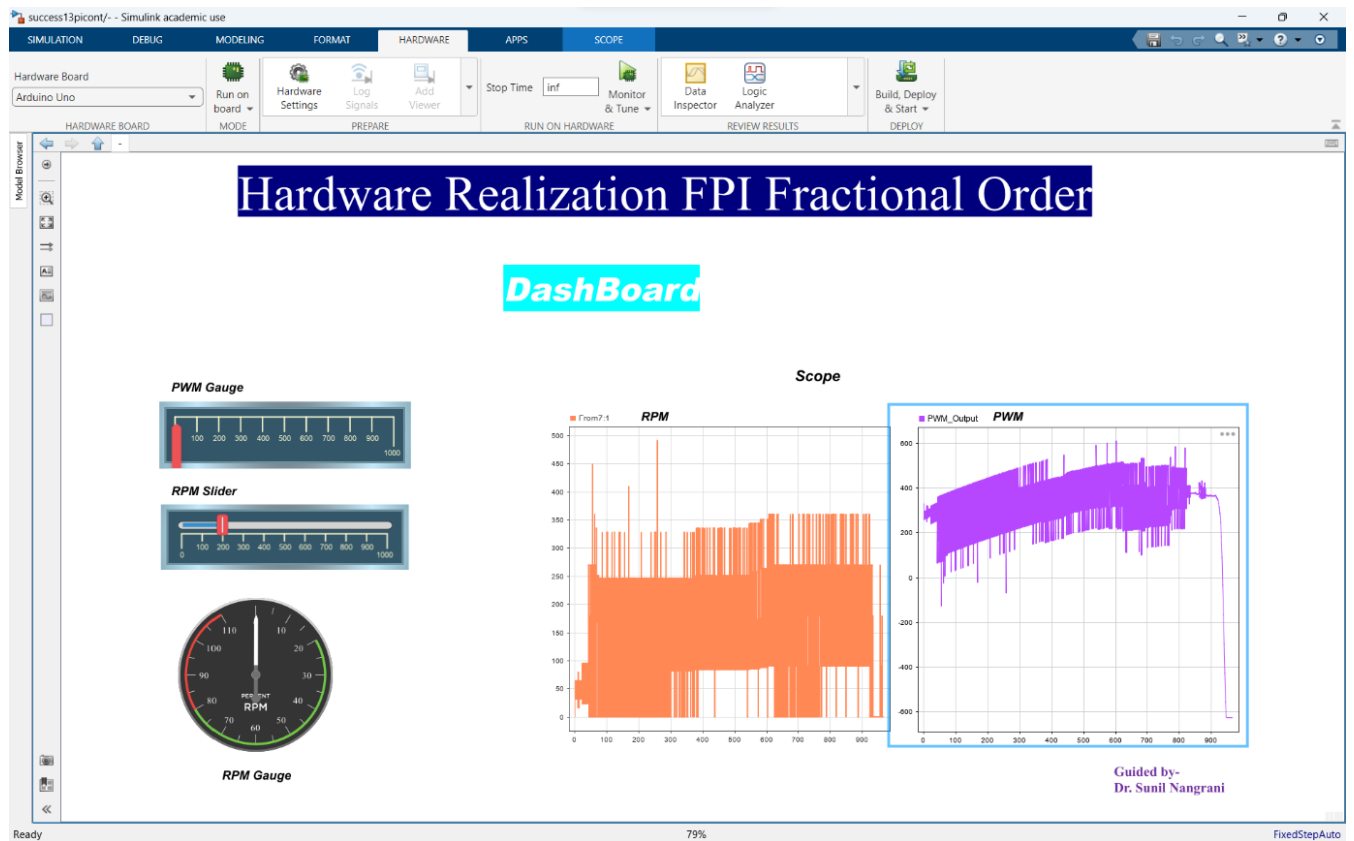 success13picont/-- - Simulink academic use
SIMULATION DEBUG MODELING FORMAT HARDWARE APPS SCOPE
Hardware Board
Arduino Uno
HARDWARE BOARD
Run on
board
MODE
Hardware
Settings
Log
Signals
Add
Viewer
PREPARE
Stop Time inf
Monitor
& Tune
RUN ON HARDWARE
Data
Inspector
Logic
Analyzer
REVIEW RESULTS
Build, Deploy
& Start
DEPLOY
Model Browser
-
Hardware Realization FPI Fractional Order
DashBoard
PWM Gauge
100 200 300 400 500 600 700 800 900
1000
RPM Slider
0 100 200 300 400 500 600 700 800 900
1000
110 / 10
100 20
90 30
80 40
70 60 50
PERCENT
RPM
RPM Gauge
Scope
From7:1 RPM
500
450
400
350
300
250
200
150
100
50
0
0 100 200 300 400 500 600 700 800 900
PWM_Output PWM
600
400
200
0
-200
-400
-600
0 100 200 300 400 500 600 700 800 900
Guided by-
Dr. Sunil Nangrani
Ready 79% FixedStepAuto